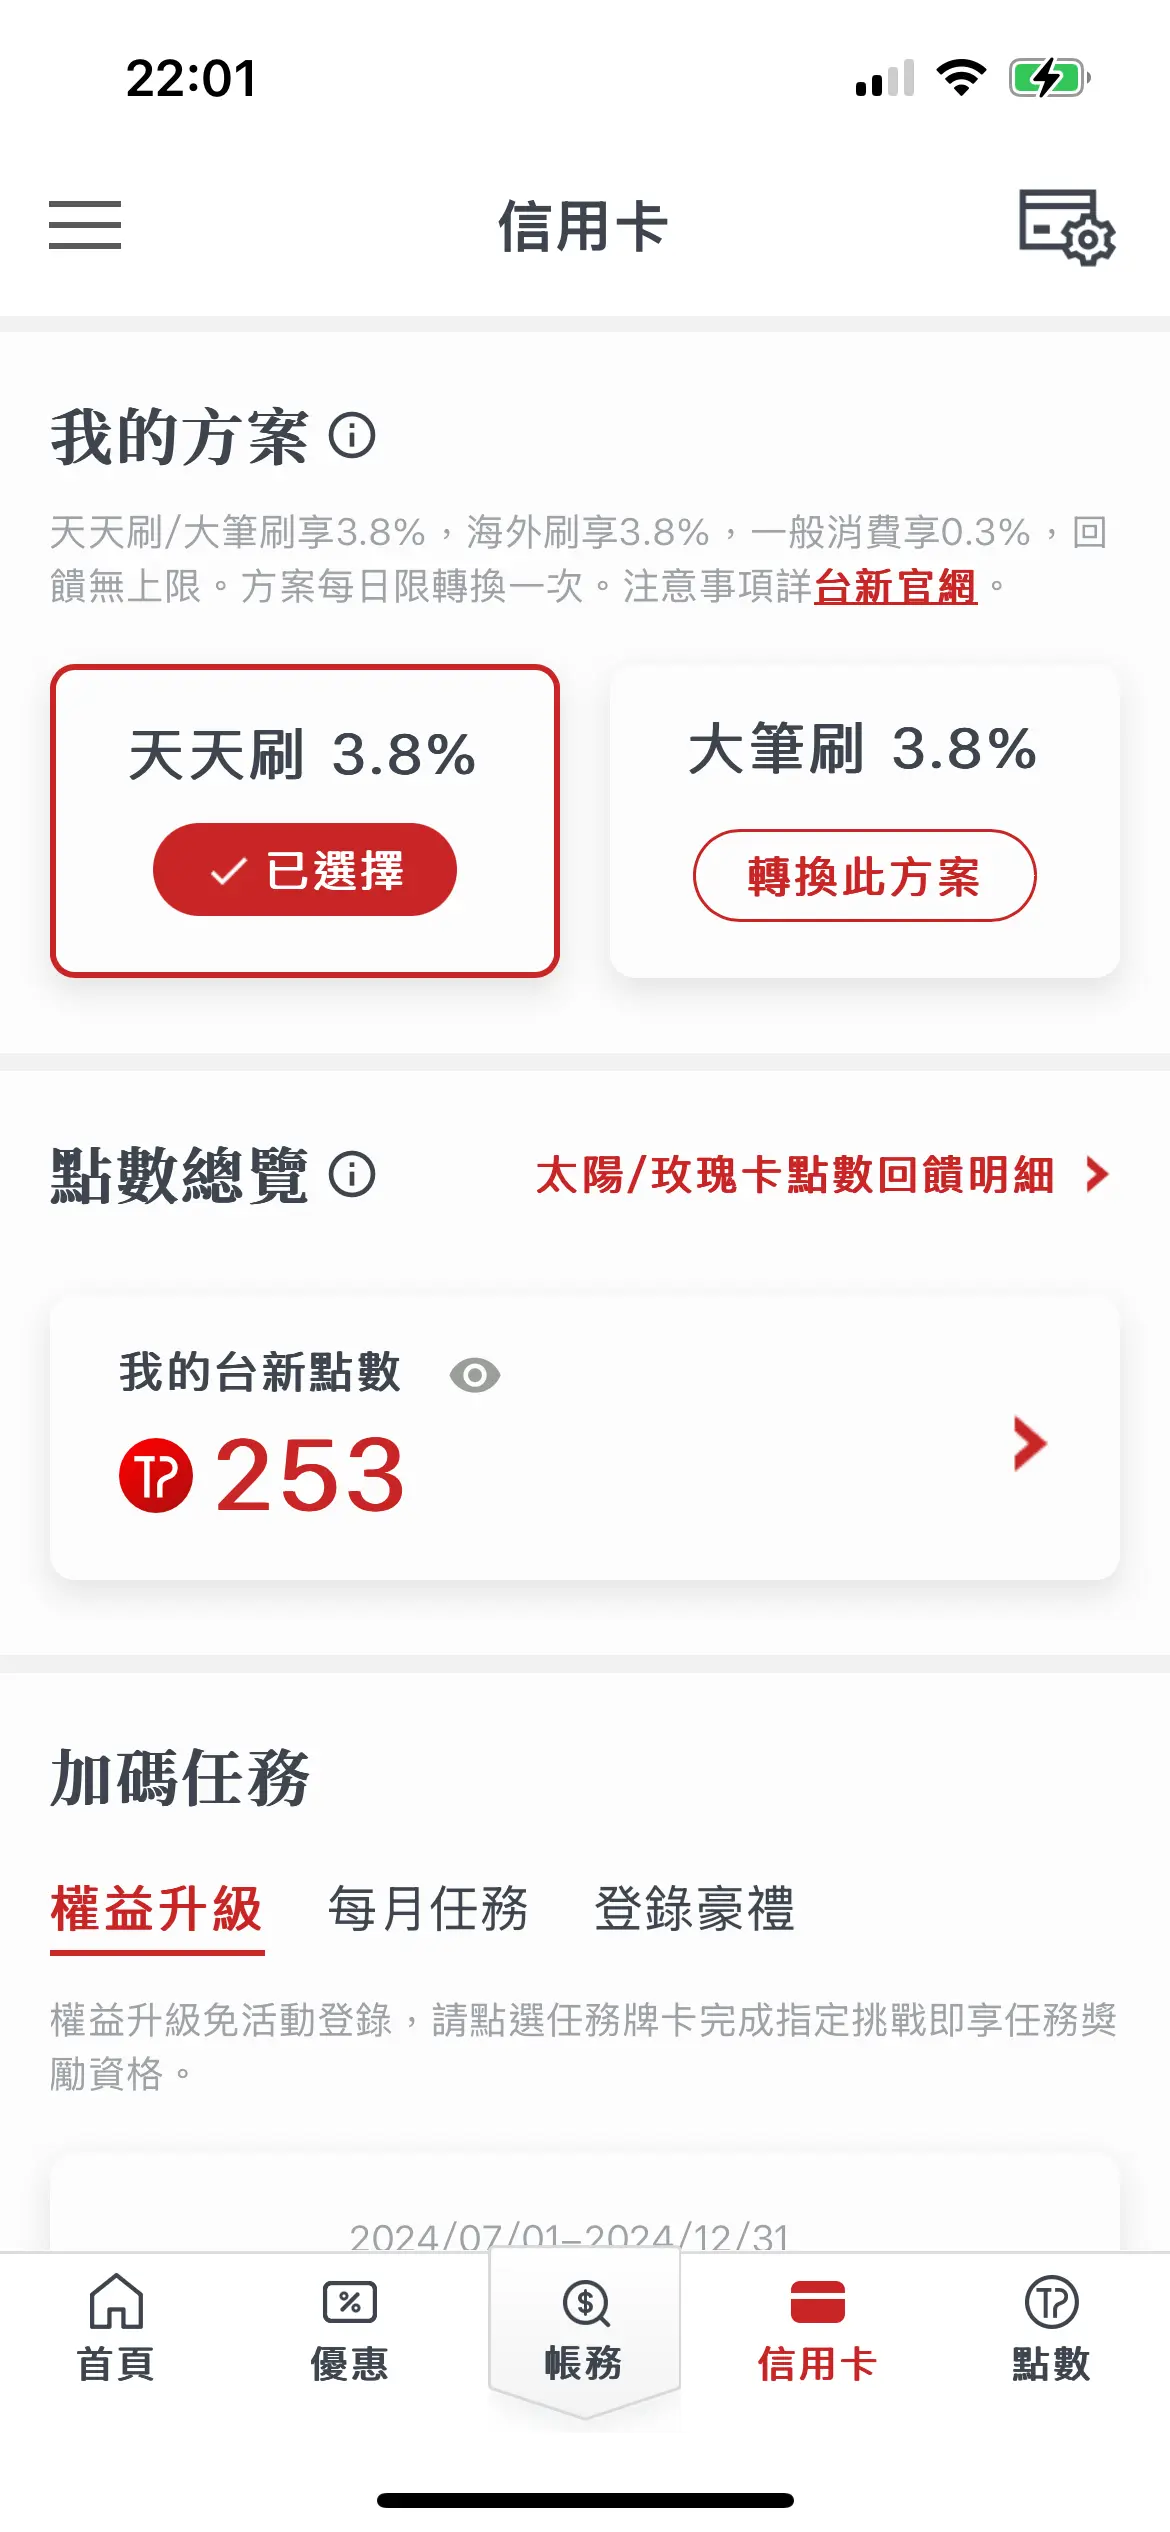 22:01
信用卡
我的方案
天天刷/大筆刷享3.8%，海外刷享3.8%，一般消費享0.3%，回
饋無上限。方案每日限轉換一次。注意事項詳台新官網。
天天刷 3.8%
大筆刷 3.8%
已選擇
轉換此方案
點數總覽
太陽/玫瑰卡點數回饋明細
我的台新點數
253
加碼任務
權益升級 每月任務 登錄豪禮
權益升級免活動登錄，請點選任務牌卡完成指定挑戰即享任務獎
勵資格。
2024/07/01–2024/12/31
首頁 優惠 帳務 信用卡 點數